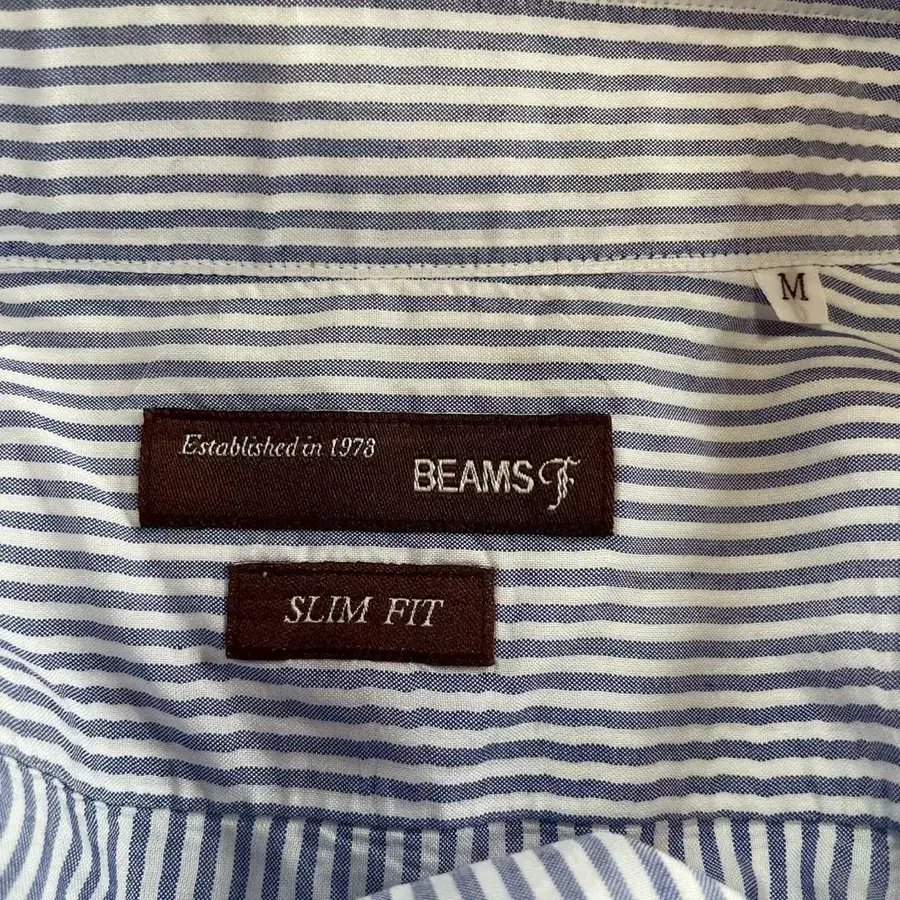 M
Established in 1978
BEAMS F
SLIM FIT